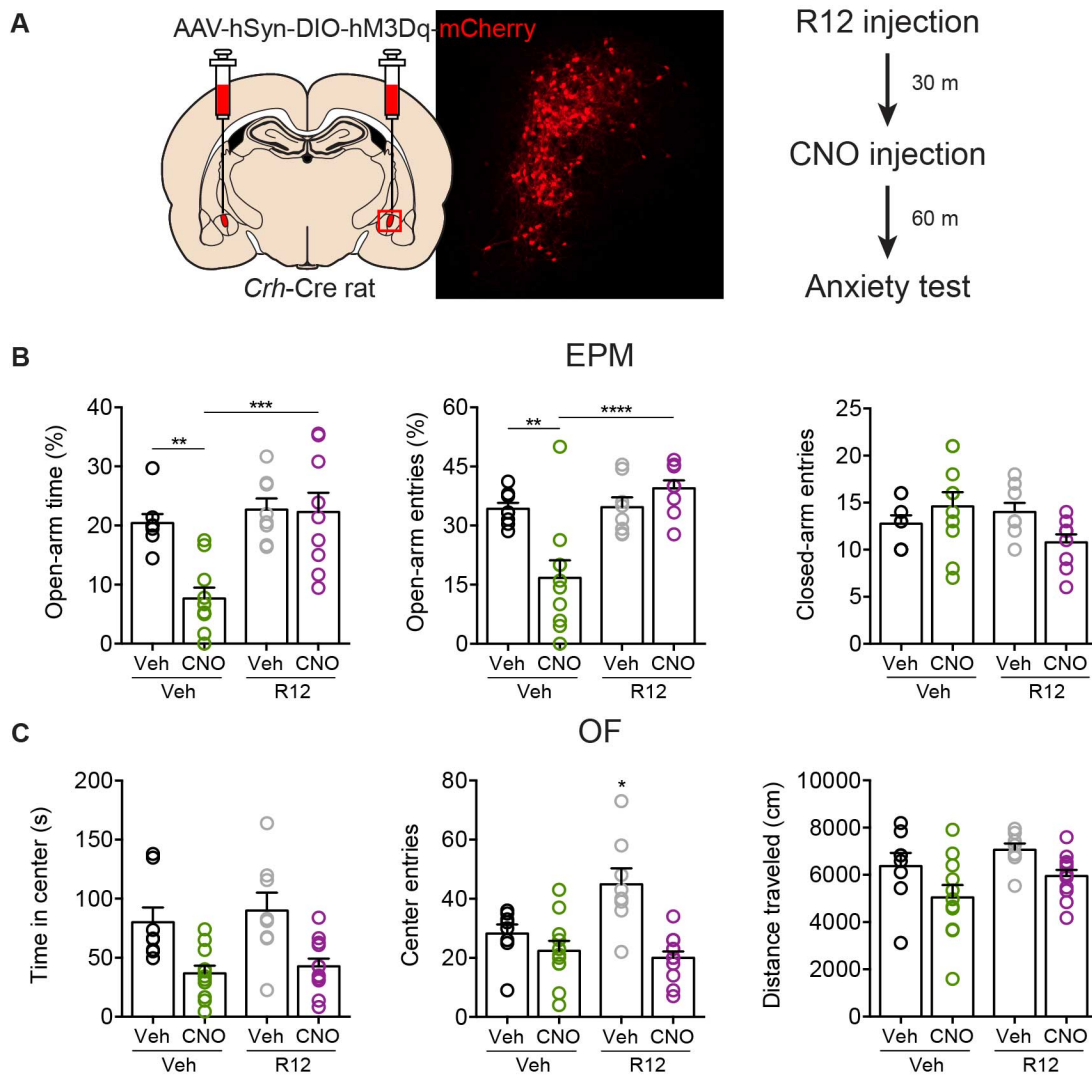 A
AAV-hSyn-DIO-hM3Dq-mCherry
Crh-Cre rat
R12 injection
30 m
CNO injection
60 m
Anxiety test
B
EPM
Open-arm time (%)
40
30
20
10
0
**
***
Veh CNO Veh CNO
Veh R12
Open-arm entries (%)
60
45
30
15
0
**
****
Veh CNO Veh CNO
Veh R12
Closed-arm entries
25
20
15
10
5
0
Veh CNO Veh CNO
Veh R12
C
OF
Time in center (s)
200
150
100
50
0
Veh CNO Veh CNO
Veh R12
Center entries
80
60
40
20
0
*
Veh CNO Veh CNO
Veh R12
Distance traveled (cm)
10000
8000
6000
4000
2000
0
Veh CNO Veh CNO
Veh R12